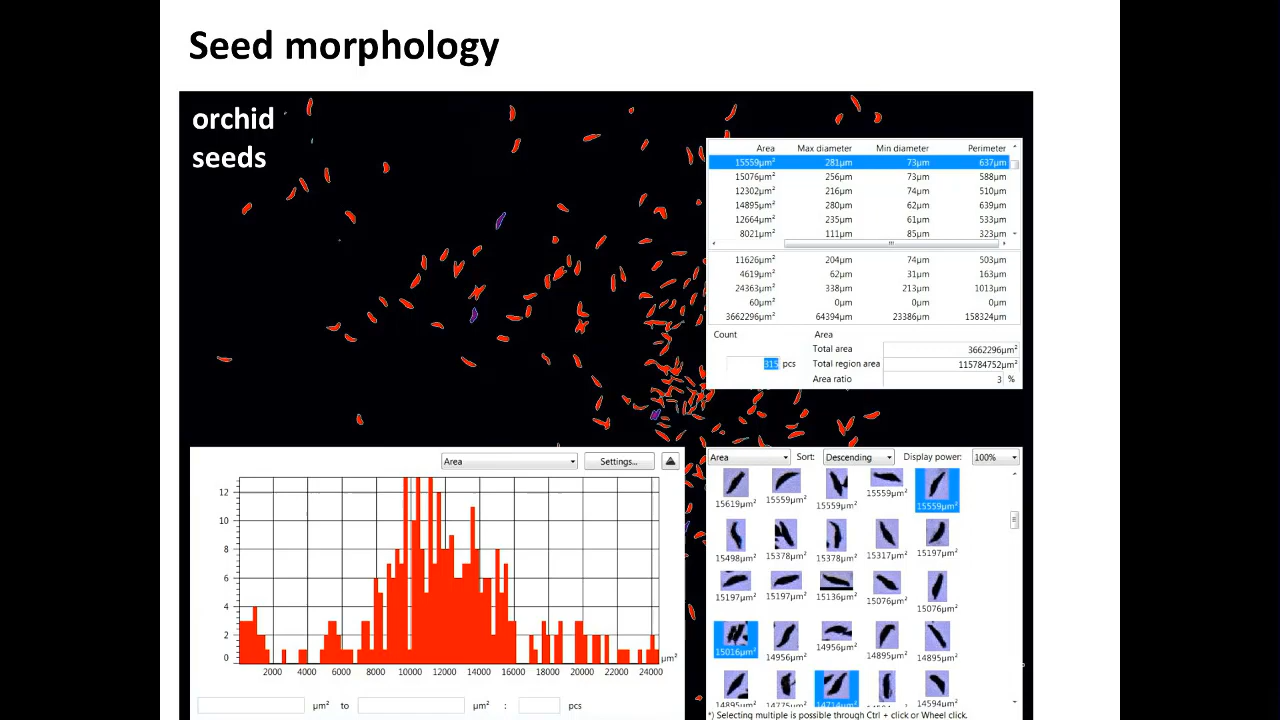 Seed morphology
orchid
seeds
Area Max diameter Min diameter Perimeter
15559µm² 281µm 73µm 637µm
15076µm² 256µm 73µm 588µm
12302µm² 216µm 74µm 510µm
14895µm² 280µm 62µm 639µm
12664µm² 235µm 61µm 533µm
8021µm² 111µm 85µm 323µm
11626µm² 204µm 74µm 503µm
4619µm² 62µm 31µm 163µm
24363µm² 338µm 213µm 1013µm
60µm² 0µm 0µm 0µm
3662296µm² 64394µm 23386µm 158324µm
Count Area
Total area 3662296µm²
315 pcs Total region area 115784752µm²
Area ratio 3 %
Area Settings...
12
10
8
6
4
2
0
2000 4000 6000 8000 10000 12000 14000 16000 18000 20000 22000 24000 µm²
µm² to µm² : pcs
Area Sort: Descending Display power: 100%
15619µm² 15559µm² 15559µm² 15559µm² 15559µm²
15498µm² 15378µm² 15378µm² 15317µm² 15197µm²
15197µm² 15197µm² 15136µm² 15076µm² 15076µm²
15016µm² 14956µm² 14956µm² 14895µm² 14895µm²
14895µm² 14775µm² 14714µm² 14594µm²
*) Selecting multiple is possible through Ctrl + click or Wheel click.